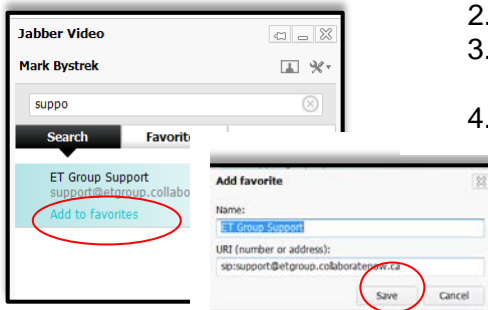 2.
3.
4.
Jabber Video
Mark Bystrek
suppo
Search Favorit
ET Group Support
support@etgroup.collabo
Add to favorites
Add favorite
Name:
ET Group Support
URI (number or address):
sip:support@etgroup.collaboratenow.ca
Save Cancel